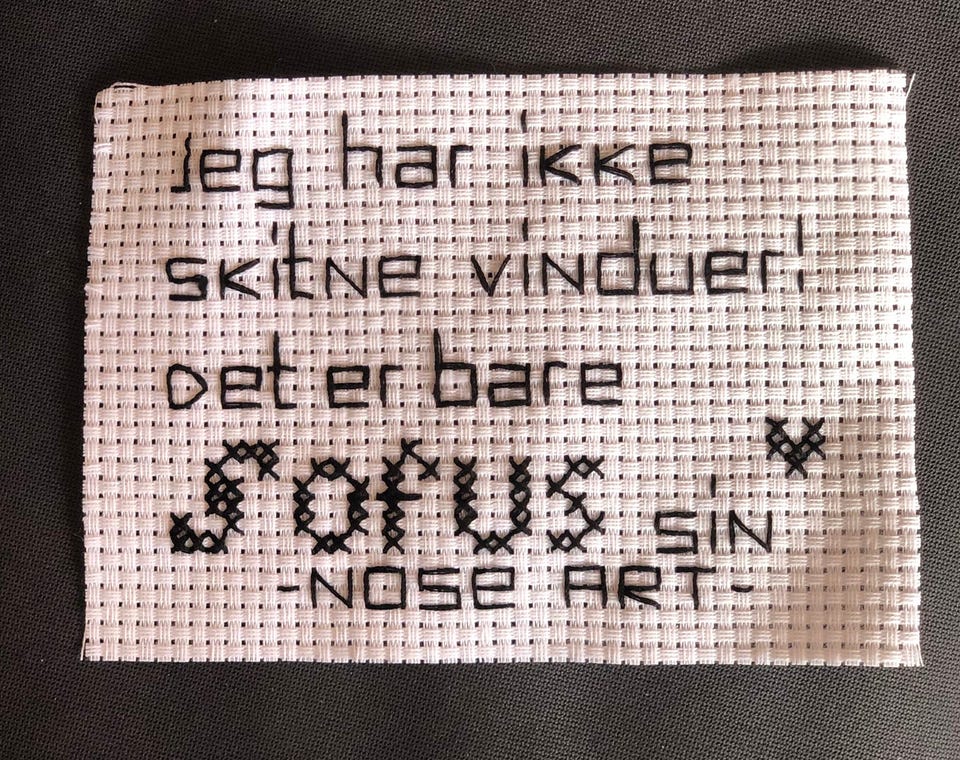 Jeg har ikke
skitne vinduer!
Det er bare
Sofus sin
-NOSE ART-